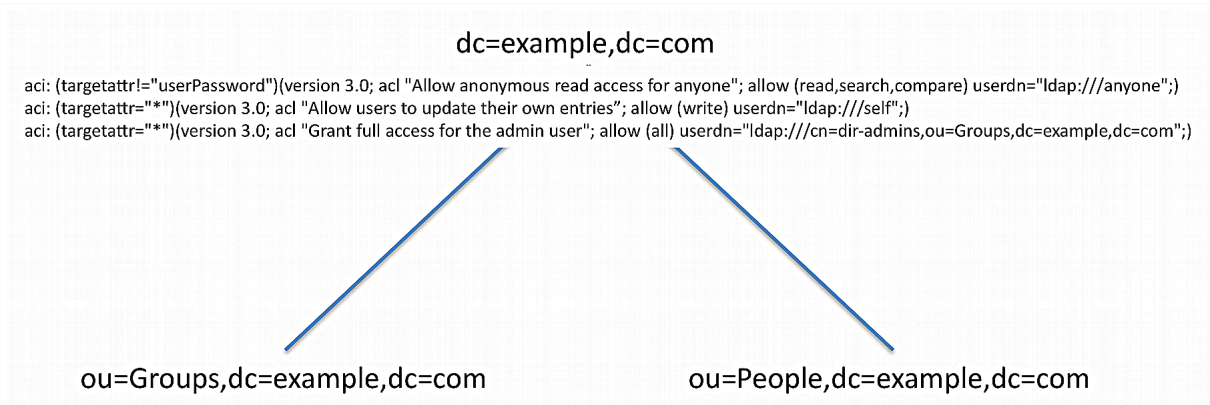 dc=example,dc=com
aci: (targetattr!="userPassword")(version 3.0; acl "Allow anonymous read access for anyone"; allow (read,search,compare) userdn="ldap:///anyone";)
aci: (targetattr="*")(version 3.0; acl "Allow users to update their own entries”; allow (write) userdn="ldap:///self";)
aci: (targetattr="*")(version 3.0; acl "Grant full access for the admin user"; allow (all) userdn="ldap:///cn=dir-admins,ou=Groups,dc=example,dc=com";)
ou=Groups,dc=example,dc=com
ou=People,dc=example,dc=com